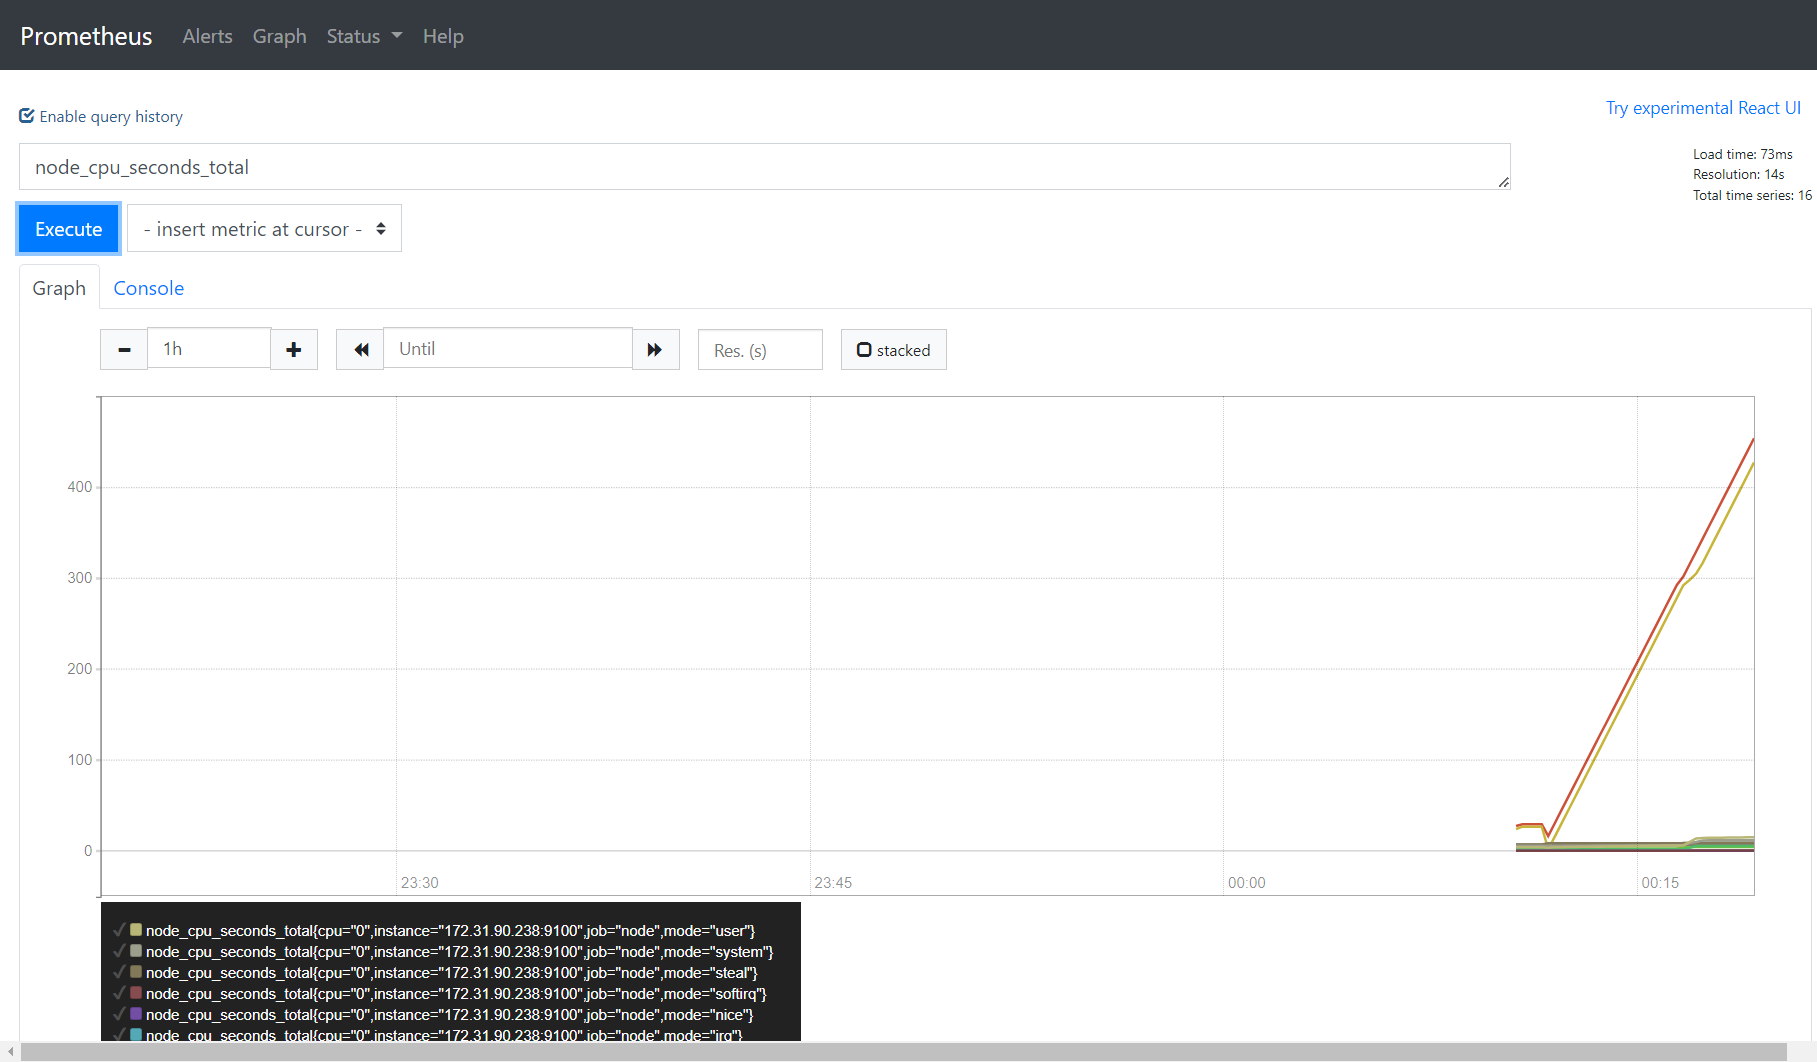 Prometheus Alerts Graph Status Help
Enable query history
Try experimental React UI
node_cpu_seconds_total
Load time: 73ms
Resolution: 14s
Total time series: 16
Execute - insert metric at cursor -
Graph Console
1h Until Res. (s) stacked
400
300
200
100
0
23:30 23:45 00:00 00:15
node_cpu_seconds_total{cpu="0",instance="172.31.90.238:9100",job="node",mode="user"}
node_cpu_seconds_total{cpu="0",instance="172.31.90.238:9100",job="node",mode="system"}
node_cpu_seconds_total{cpu="0",instance="172.31.90.238:9100",job="node",mode="steal"}
node_cpu_seconds_total{cpu="0",instance="172.31.90.238:9100",job="node",mode="softirq"}
node_cpu_seconds_total{cpu="0",instance="172.31.90.238:9100",job="node",mode="nice"}
node_cpu_seconds_total{cpu="0",instance="172.31.90.238:9100",job="node",mode="irq"}